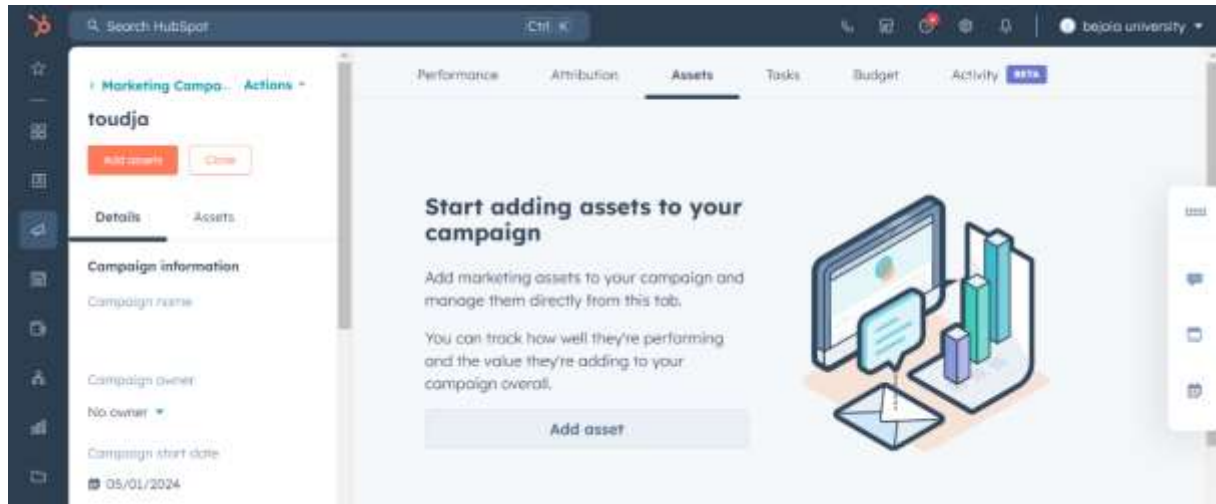 Search HubSpot
Ctrl K
bejaia university
Marketing Campa.. Actions
toudja
Add assets
Close
Details
Assets
Campaign information
Campaign name
Campaign owner
No owner
Campaign start date
05/01/2024
Performance
Attribution
Assets
Tasks
Budget
Activity BETA
Start adding assets to your
campaign
Add marketing assets to your campaign and
manage them directly from this tab.
You can track how well they're performing
and the value they're adding to your
campaign overall.
Add asset